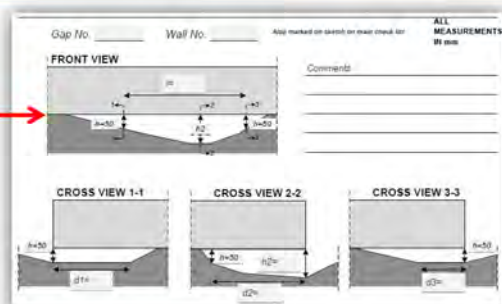 Gap No. Wall No. Also marked on sketch on main check list
ALL
MEASUREMENTS
IN mm
FRONT VIEW
Comments
1 2 3
h=50 h2 h=50
2
CROSS VIEW 1-1 CROSS VIEW 2-2 CROSS VIEW 3-3
h=50 h=50 h2= h=50
d1= d2= d3=